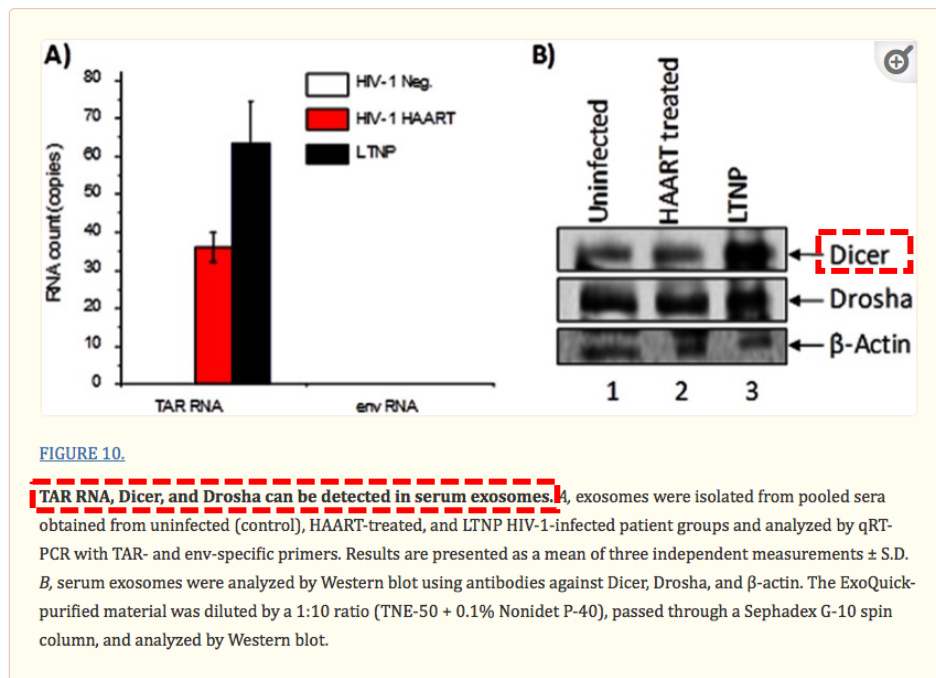 A)
80
70
60
50
40
30
20
10
0
RNA count(copies)
HIV-1 Neg.
HIV-1 HAART
LTNP
TAR RNA
env RNA
B)
Uninfected
HAART treated
LTNP
Dicer
Drosha
β-Actin
1 2 3
FIGURE 10.
TAR RNA, Dicer, and Drosha can be detected in serum exosomes. A, exosomes were isolated from pooled sera
obtained from uninfected (control), HAART-treated, and LTNP HIV-1-infected patient groups and analyzed by qRT-
PCR with TAR- and env-specific primers. Results are presented as a mean of three independent measurements ± S.D.
B, serum exosomes were analyzed by Western blot using antibodies against Dicer, Drosha, and β-actin. The ExoQuick-
purified material was diluted by a 1:10 ratio (TNE-50 + 0.1% Nonidet P-40), passed through a Sephadex G-10 spin
column, and analyzed by Western blot.